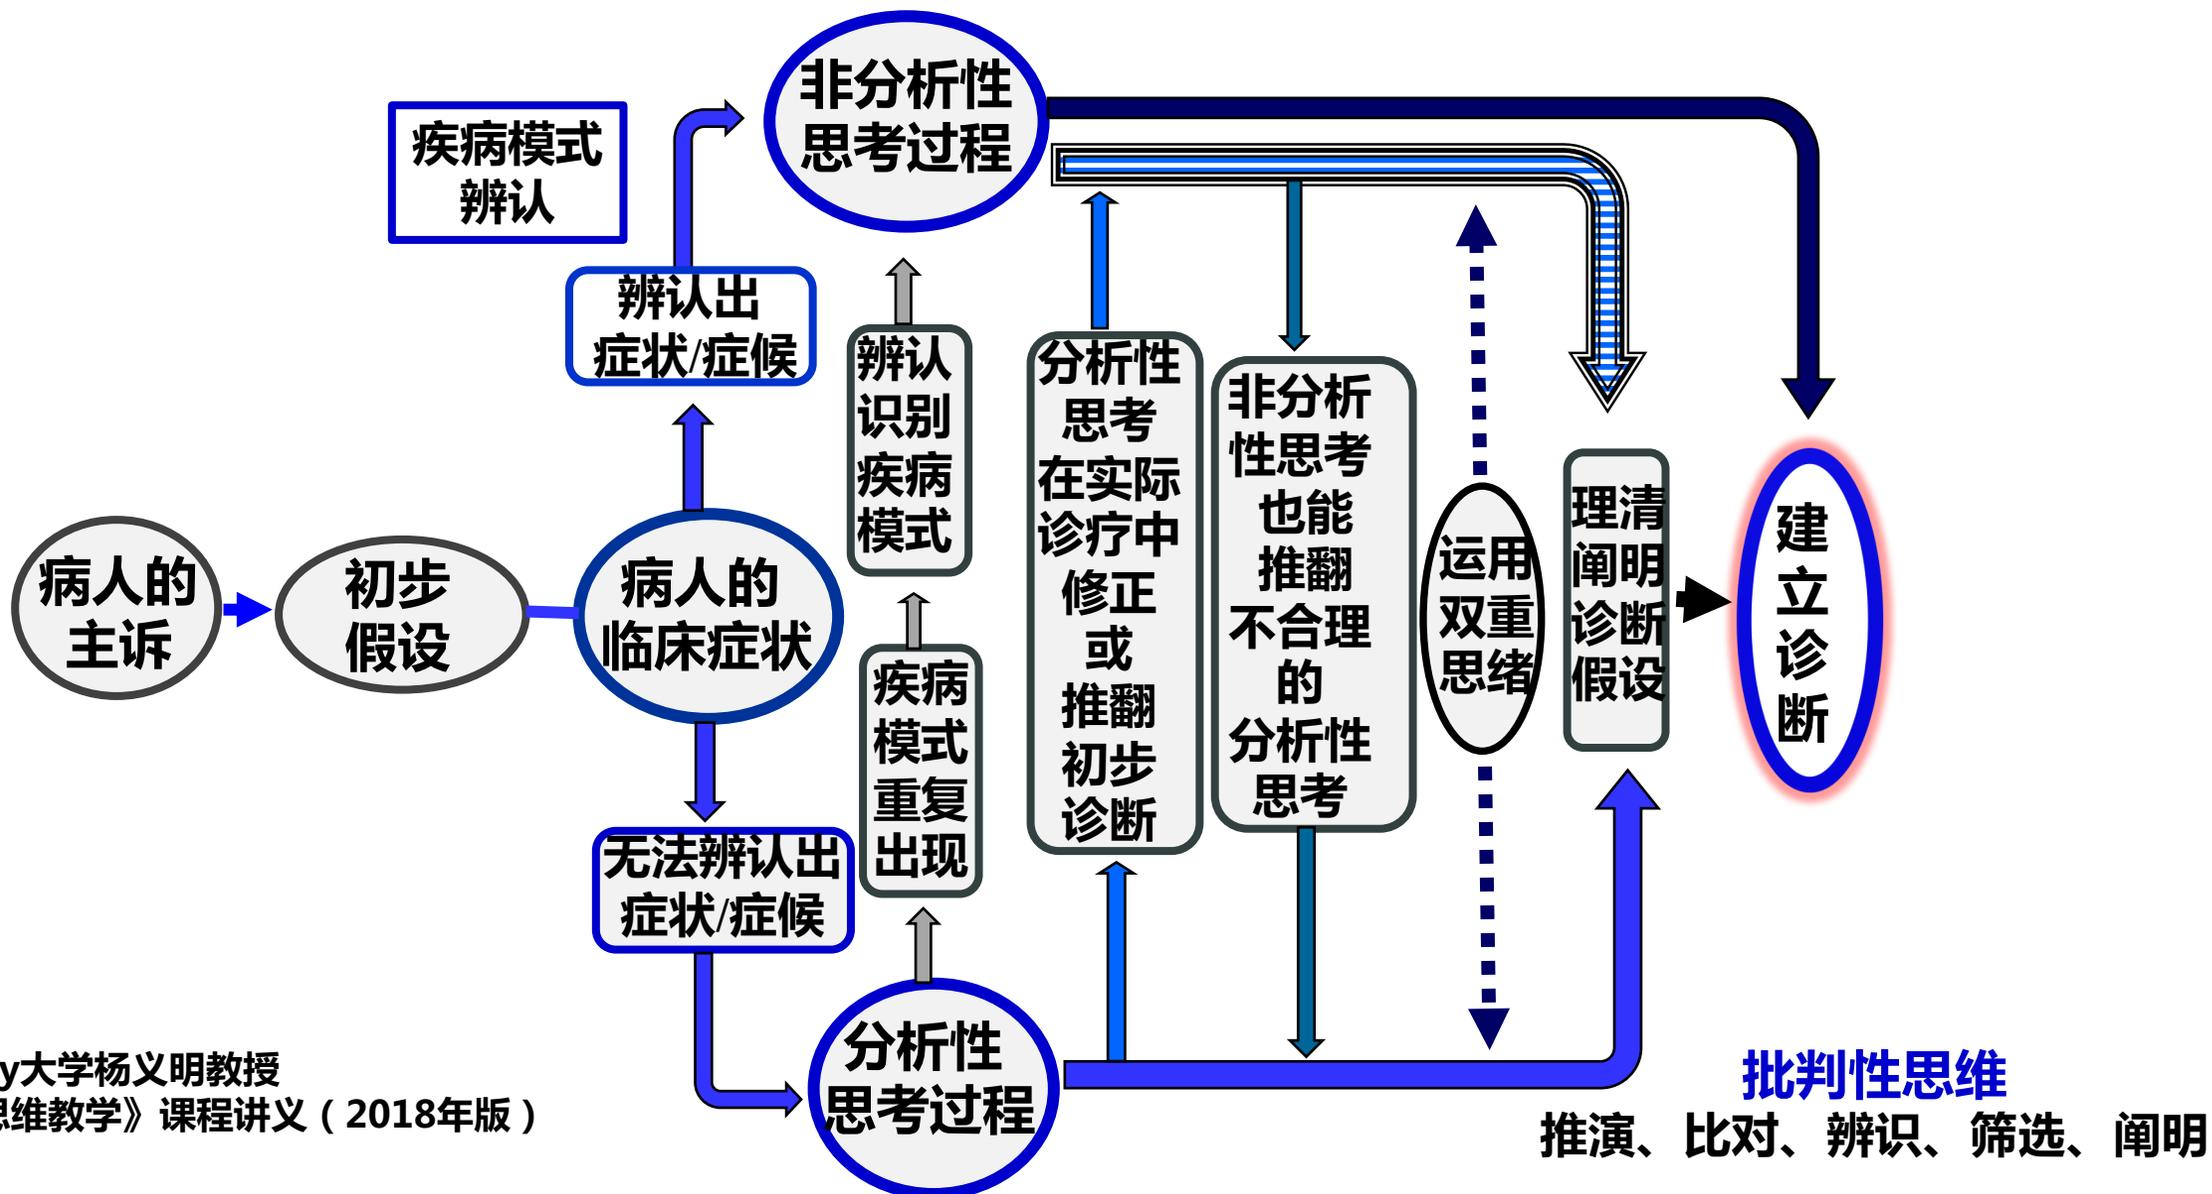 非分析性
思考过程
疾病模式
辨认
辨认出
症状/症候
辨认
识别
疾病
模式
分析性
思考
在实际
诊疗中
修正
或
推翻
初步
诊断
非分析
性思考
也能
推翻
不合理
的
分析性
思考
运用
双重
思绪
理清
阐明
诊断
假设
建
立
诊
断
病人的
主诉
初步
假设
病人的
临床症状
疾病
模式
重复
出现
无法辨认出
症状/症候
分析性
思考过程
y大学杨义明教授
思维教学》课程讲义（2018年版）
批判性思维
推演、比对、辨识、筛选、阐明